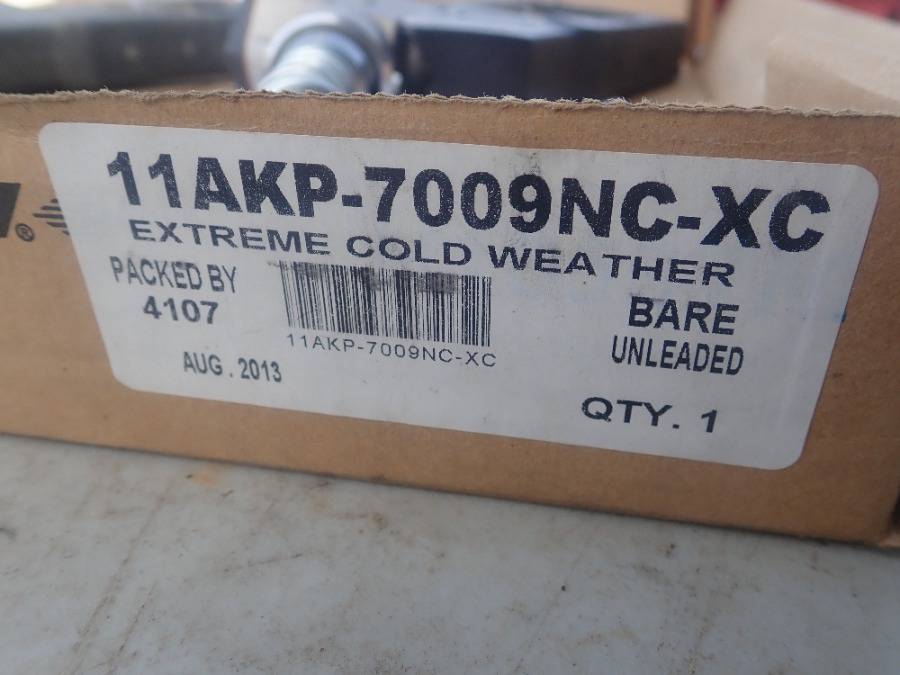 11AKP-7009NC-XC
EXTREME COLD WEATHER
PACKED BY
4107
11AKP-7009NC-XC
AUG . 2013
BARE
UNLEADED
QTY. 1
®